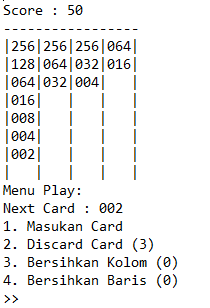 Score : 50
-----------------
|256|256|256|064|
|128|064|032|016|
|064|032|004|   |
|016|   |   |   |
|008|   |   |   |
|004|   |   |   |
|002|   |   |   |
|   |   |   |   |
Menu Play:
Next Card : 002
1. Masukan Card
2. Discard Card (3)
3. Bersihkan Kolom (0)
4. Bersihkan Baris (0)
>>